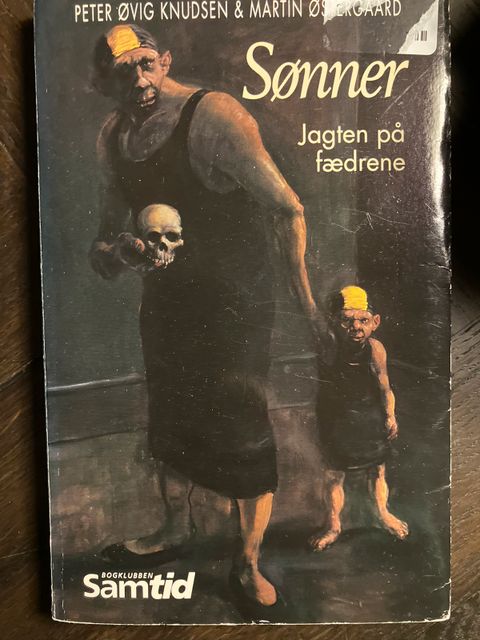 PETER ØVIG KNUDSEN & MARTIN ØSTERGAARD
Sønner
Jagten på
fædrene
BOGKLUBBEN
Samtid